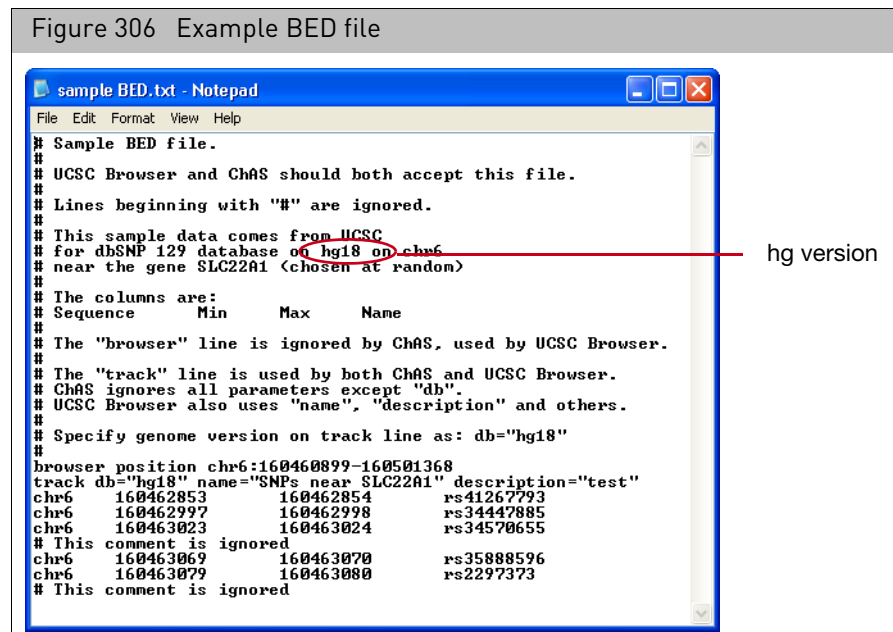 Figure 306 Example BED file
sample BED.txt - Notepad
File Edit Format View Help
# Sample BED file.
#
# UCSC Browser and ChAS should both accept this file.
#
# Lines beginning with "#" are ignored.
#
# This sample data comes from UCSC
# for dbSNP 129 database on hg18 on chr6
# near the gene SLC22A1 (chosen at random)
#
# The columns are:
# Sequence Min Max Name
#
# The "browser" line is ignored by ChAS, used by UCSC Browser.
#
# The "track" line is used by both ChAS and UCSC Browser.
# ChAS ignores all parameters except "db".
# UCSC Browser also uses "name", "description" and others.
#
# Specify genome version on track line as: db="hg18"
#
browser position chr6:160460899-160501368
track db="hg18" name="SNPs near SLC22A1" description="test"
chr6 160462853 160462854 rs41267793
chr6 160462997 160462998 rs34447885
chr6 160463023 160463024 rs34570655
# This comment is ignored
chr6 160463069 160463070 rs35888596
chr6 160463079 160463080 rs2297373
# This comment is ignored
hg version